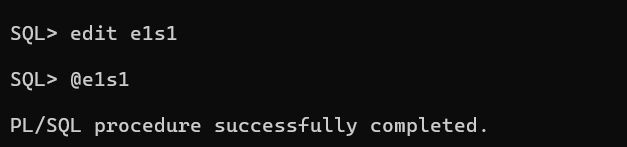 SQL> edit e1s1
SQL> @e1s1
PL/SQL procedure successfully completed.